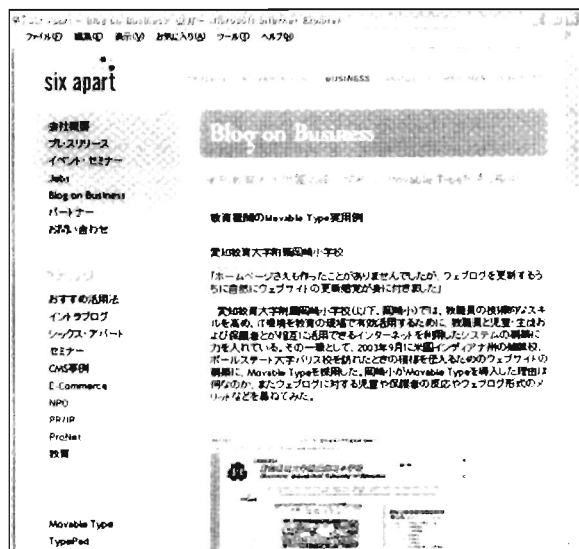 ファイル(F) 編集(E) 表示(V) お気に入り(A) ツール(T) ヘルプ(H)
six apart
BUSINESS
Blog on Business
会社概要
プレスリリース
イベント・セミナー
Jobs
Blog on Business
パートナー
お問い合わせ
教育機関のMovable Type実用例
愛知教育大学附属岡崎小学校
「ホームページさえも作ったことがありませんでしたが、ウェブログを更新するう
ちに自然にウェブサイトの更新感覚が身に付きました」
愛知教育大学附属岡崎小学校(以下、岡崎小)では、教職員の技術的なスキ
ルを高め、IT環境を教育の現場で有効活用するために、教職員と児童・生徒お
よび保護者とが相互に活用できるインターネットを利用したシステムの構築に
力を入れている。その一環として、2003年9月に米国インディアナ州の姉妹校、
ボールステート大学バリス校を訪れたときの模様を伝えるためのウェブサイトの
構築に、Movable Typeを採用した。岡崎小がMovable Typeを導入した理由は
何なのか、またウェブログに対する児童や保護者の反応やウェブログ形式のメ
リットなどを尋ねてみた。
おすすめ活用法
イントラブログ
シックス・アパート
セミナー
CMS事例
E-Commerce
NPO
PR/IR
ProNet
教育
Movable Type
TypePad